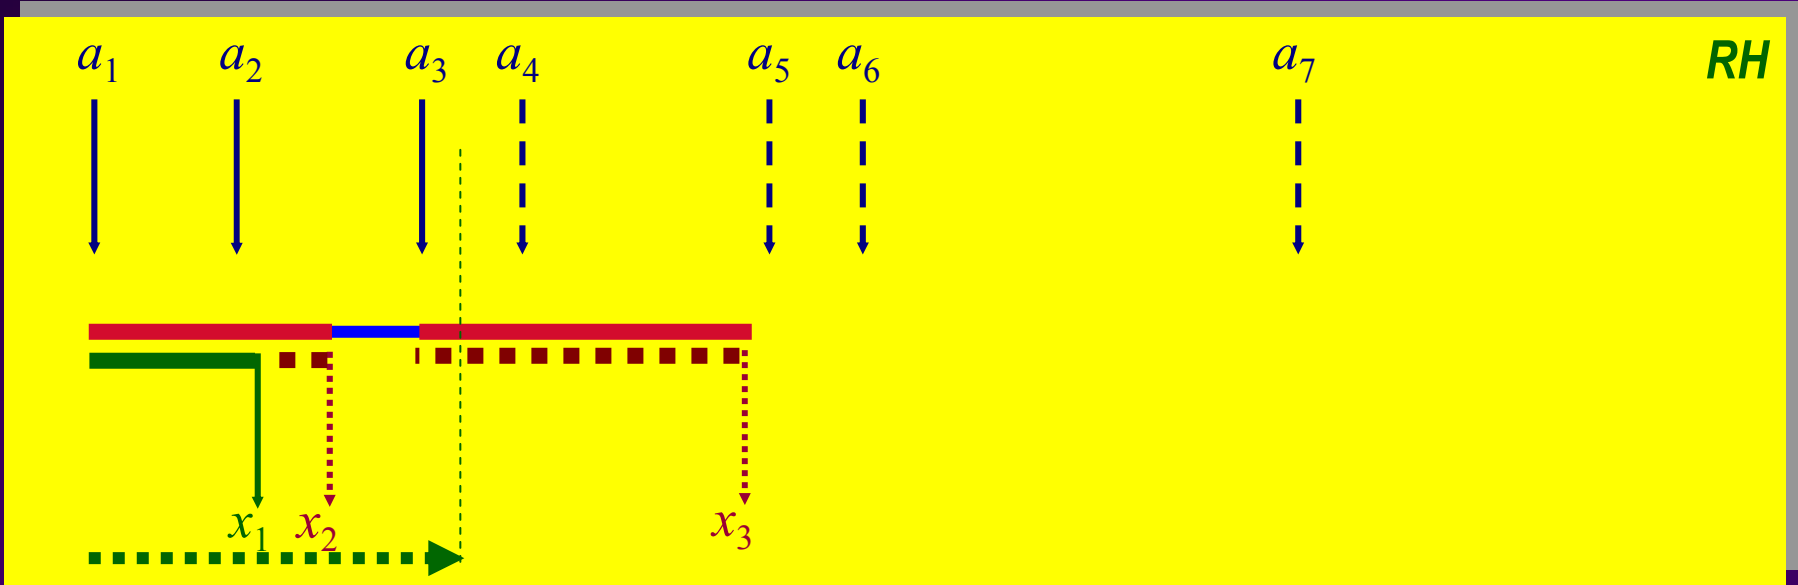 a₁ a₂ a₃ a₄ a₅ a₆ a₇ RH
x₁ x₂ x₃